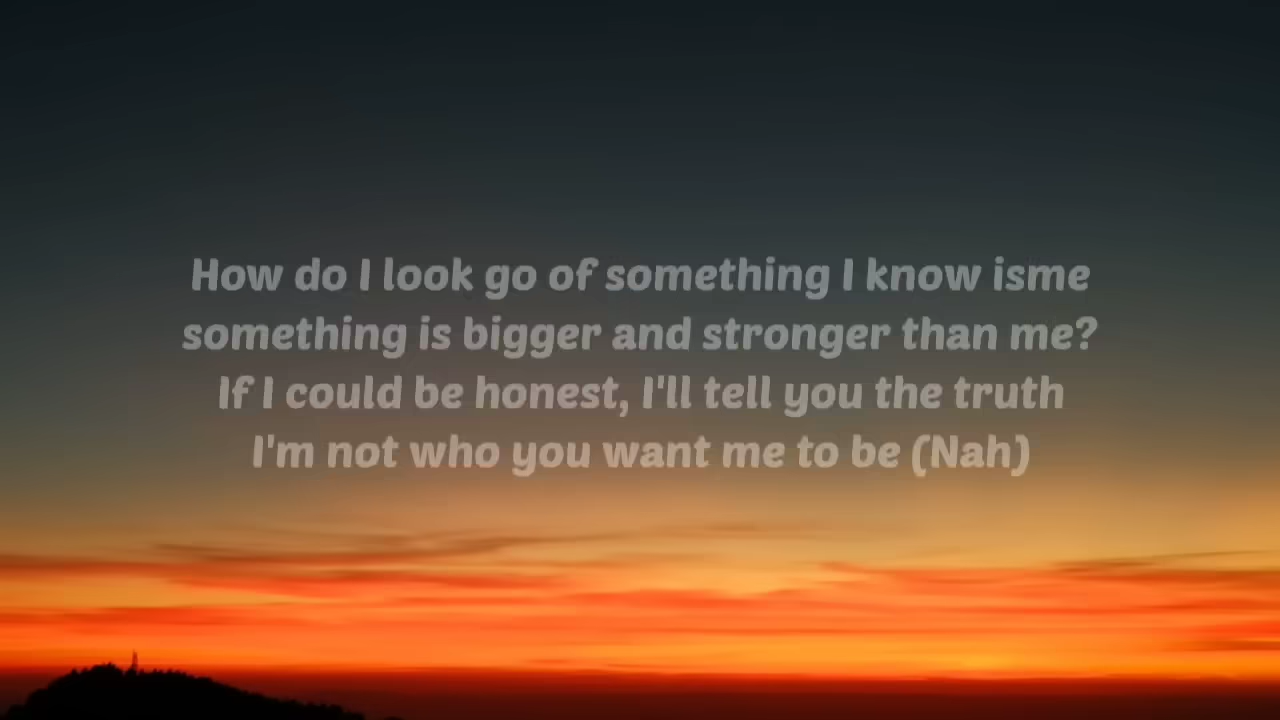 How do I look go of something I know isme
something is bigger and stronger than me?
If I could be honest, I'll tell you the truth
I'm not who you want me to be (Nah)